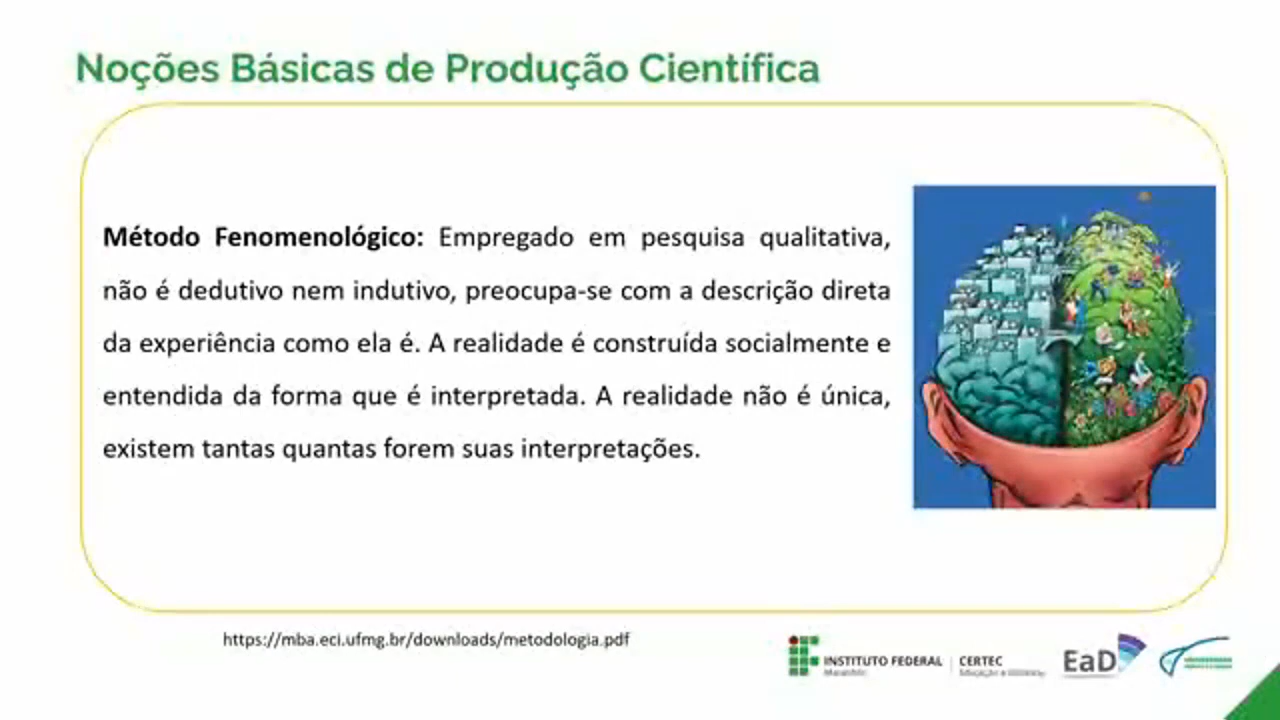 Noções Básicas de Produção Científica
Método Fenomenológico: Empregado em pesquisa qualitativa,
não é dedutivo nem indutivo, preocupa-se com a descrição direta
da experiência como ela é. A realidade é construída socialmente e
entendida da forma que é interpretada. A realidade não é única,
existem tantas quantas forem suas interpretações.
https://mba.eci.ufmg.br/downloads/metodologia.pdf
INSTITUTO FEDERAL
Maranhão
CERTEC
EaD